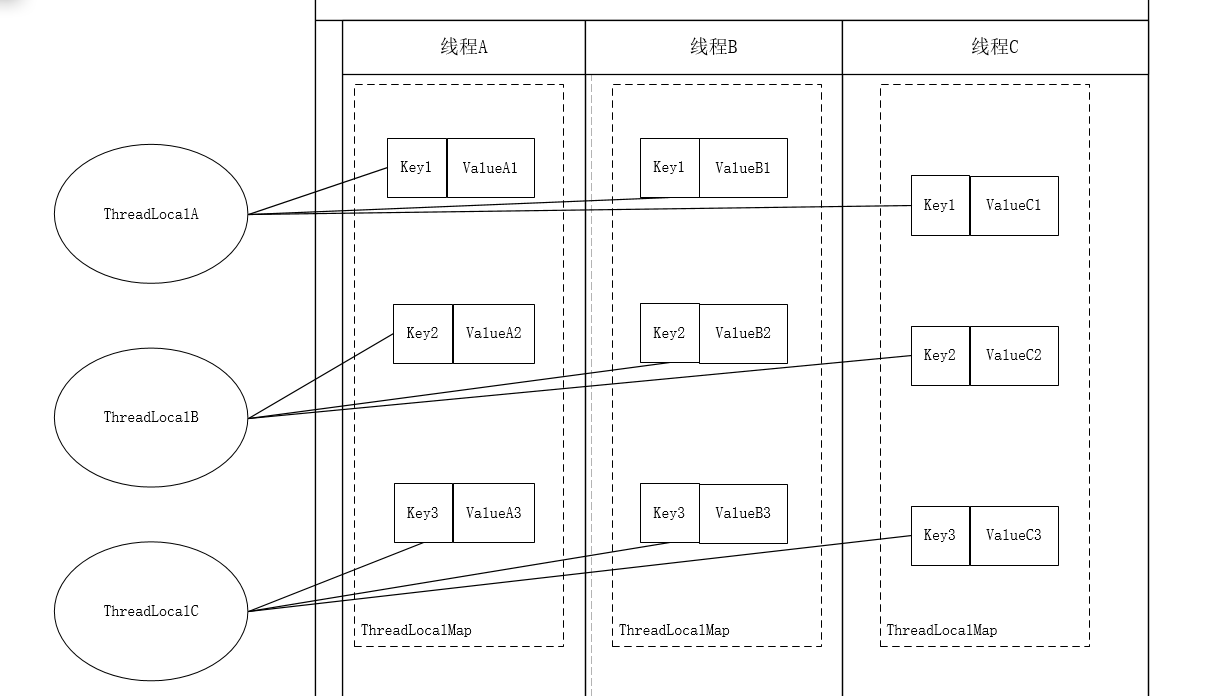 线程A
线程B
线程C
Key1 ValueA1
Key1 ValueB1
Key1 ValueC1
ThreadLocalA
Key2 ValueA2
Key2 ValueB2
Key2 ValueC2
ThreadLocalB
Key3 ValueA3
Key3 ValueB3
Key3 ValueC3
ThreadLocalC
ThreadLocalMap
ThreadLocalMap
ThreadLocalMap